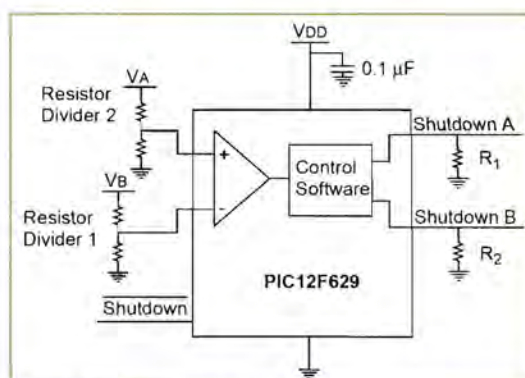 VDD
0.1 µF
VA
Resistor
Divider 2
+
Shutdown A
R1
Control
Software
VB
-
Resistor
Divider 1
Shutdown B
R2
PIC12F629
Shutdown